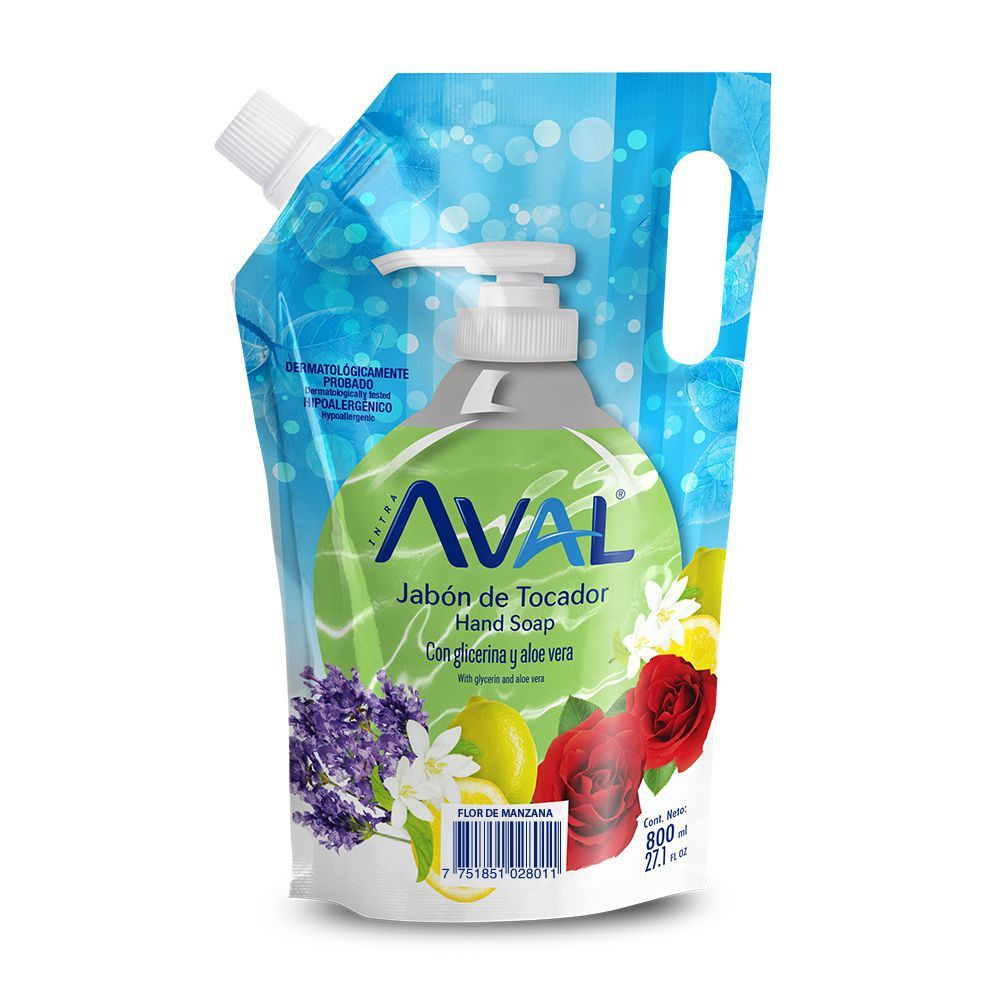 DERMATOLÓGICAMENTE
PROBADO
Dermatologically tested
HIPOALERGÉNICO
Hypoallergenic
INTRA
AVAL®
Jabón de Tocador
Hand Soap
Con glicerina y aloe vera
With glycerin and aloe vera
FLOR DE MANZANA
7 751851 028011
Cont. Neto:
800 ml
27.1 FL OZ